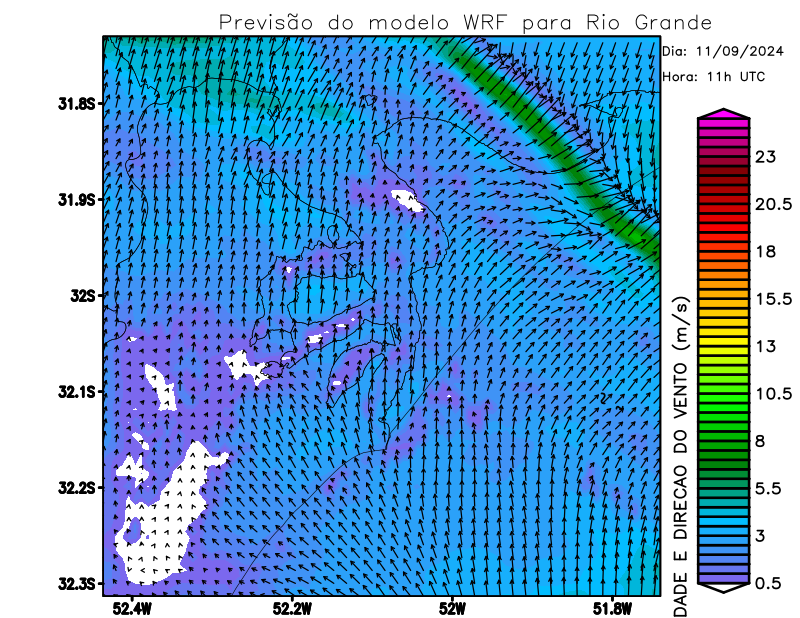 Previsão do modelo WRF para Rio Grande
Dia: 11/09/2024
Hora: 11h UTC
31.8S
31.9S
32S
32.1S
32.2S
32.3S
52.4W
52.2W
52W
51.8W
23
20.5
18
15.5
13
10.5
8
5.5
3
0.5
DADE E DIRECAO DO VENTO (m/s)